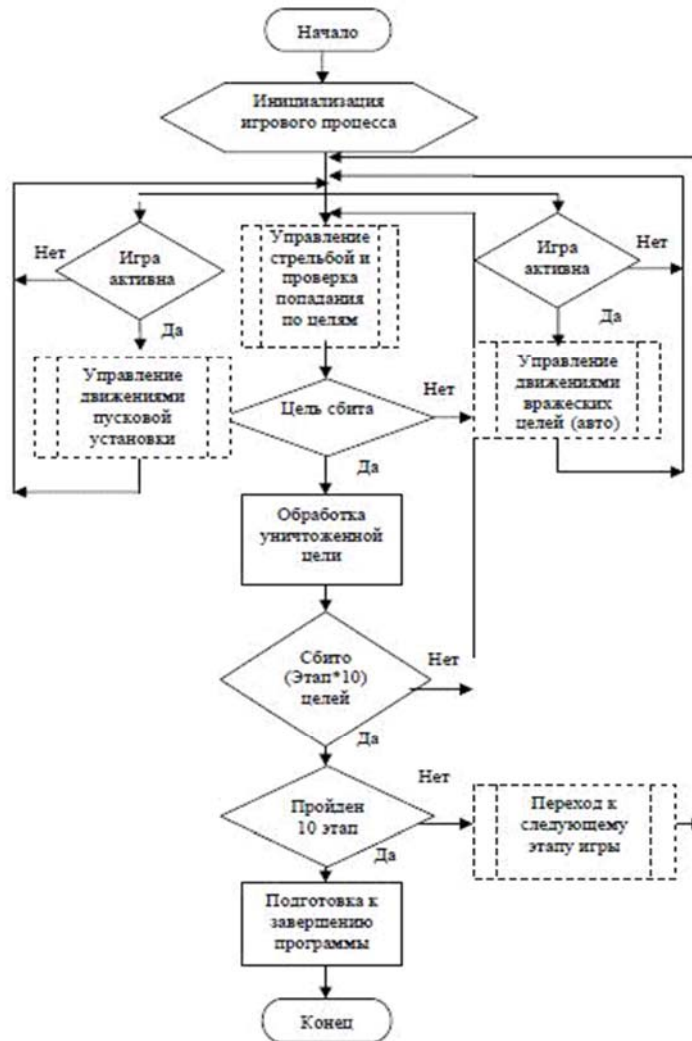 Начало
Инициализация
игрового процесса
Нет
Игра
активна
Да
Управление
стрельбой и
проверка
попадания
по целям
Игра
активна
Нет
Да
Управление
движениями
пусковой
установки
Цель сбита
Нет
Да
Управление
движениями
вражеских
целей (авто)
Обработка
уничтоженной
цели
Сбито
(Этап*10)
целей
Нет
Да
Пройден
10 этап
Нет
Да
Переход к
следующему
этапу игры
Подготовка к
завершению
программы
Конец